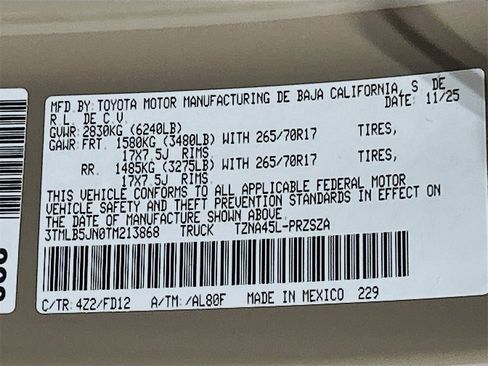 MFD.BY:TOYOTA MOTOR MANUFACTURING DE BAJA CALIFORNIA, S. DE
R.L. DE C.V. DATE: 11/25
GVWR: 2830KG (6240LB)
GAWR: FRT. 1580KG (3480LB) WITH 265/70R17 TIRES,
17X7.5J RIMS,
RR. 1485KG (3275LB) WITH 265/70R17 TIRES,
17X7.5J RIMS.
THIS VEHICLE CONFORMS TO ALL APPLICABLE FEDERAL MOTOR
VEHICLE SAFETY AND THEFT PREVENTION STANDARDS IN EFFECT ON
THE DATE OF MANUFACTURE SHOWN ABOVE.
3TMLB5JN0TM213868 TRUCK TZNA45L-PRZSZA
C/TR: 4Z2/FD12 A/TM: /AL80F MADE IN MEXICO 229